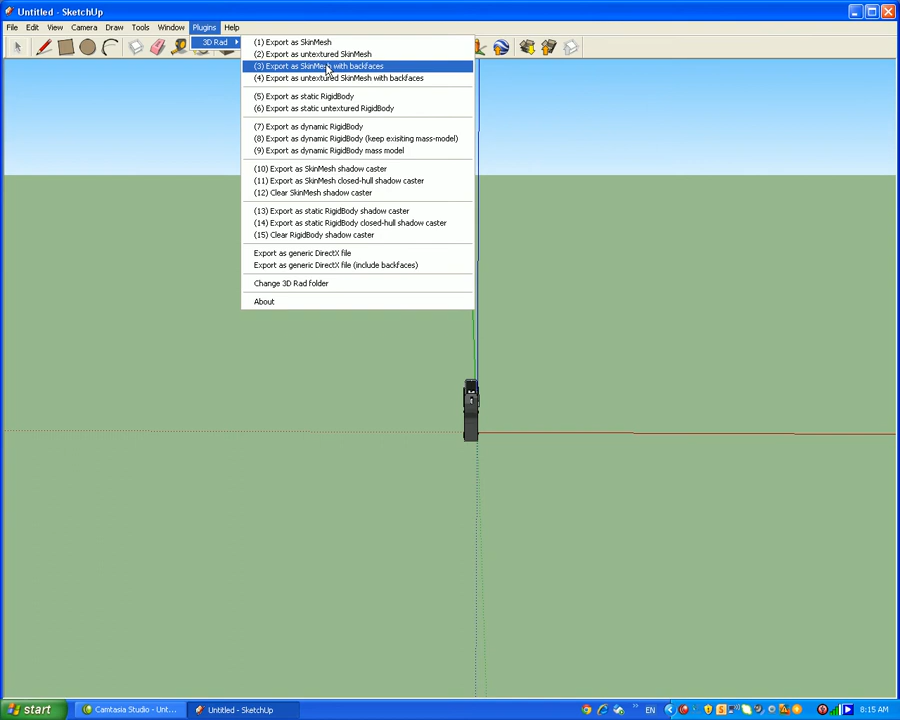 Untitled - SketchUp
File Edit View Camera Draw Tools Window Plugins Help
3D Rad
(1) Export as SkinMesh
(2) Export as untextured SkinMesh
(3) Export as SkinMesh with backfaces
(4) Export as untextured SkinMesh with backfaces
(5) Export as static RigidBody
(6) Export as static untextured RigidBody
(7) Export as dynamic RigidBody
(8) Export as dynamic RigidBody (keep exisiting mass-model)
(9) Export as dynamic RigidBody mass model
(10) Export as SkinMesh shadow caster
(11) Export as SkinMesh closed-hull shadow caster
(12) Clear SkinMesh shadow caster
(13) Export as static RigidBody shadow caster
(14) Export as static RigidBody closed-hull shadow caster
(15) Clear RigidBody shadow caster
Export as generic DirectX file
Export as generic DirectX file (include backfaces)
Change 3D Rad folder
About
start Camtasia Studio - Unt... Untitled - SketchUp EN 8:15 AM